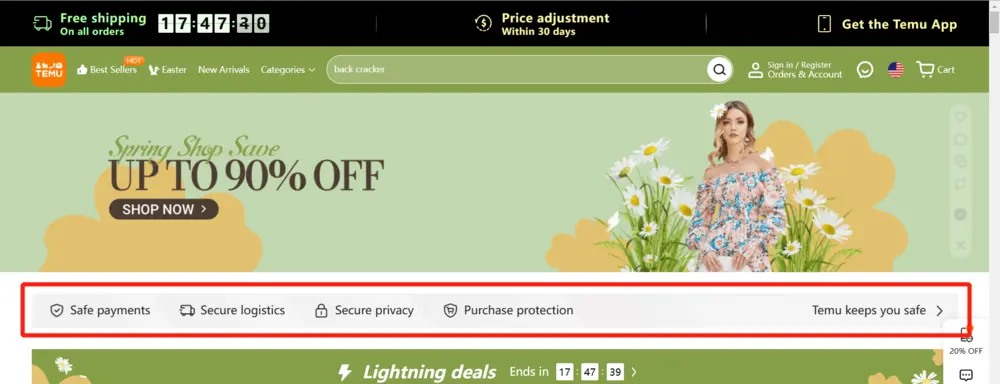 Free shipping
On all orders
17:47:
Price adjustment
Within 30 days
Get the Temu App
TEMU
Best Sellers
HOT
Easter
New Arrivals
Categories
back cracker
Sign in / Register
Orders & Account
Cart
Spring Shop Save
UP TO 90% OFF
SHOP NOW
Safe payments
Secure logistics
Secure privacy
Purchase protection
Temu keeps you safe
20% OFF
Lightning deals
Ends in 17 : 47 : 39